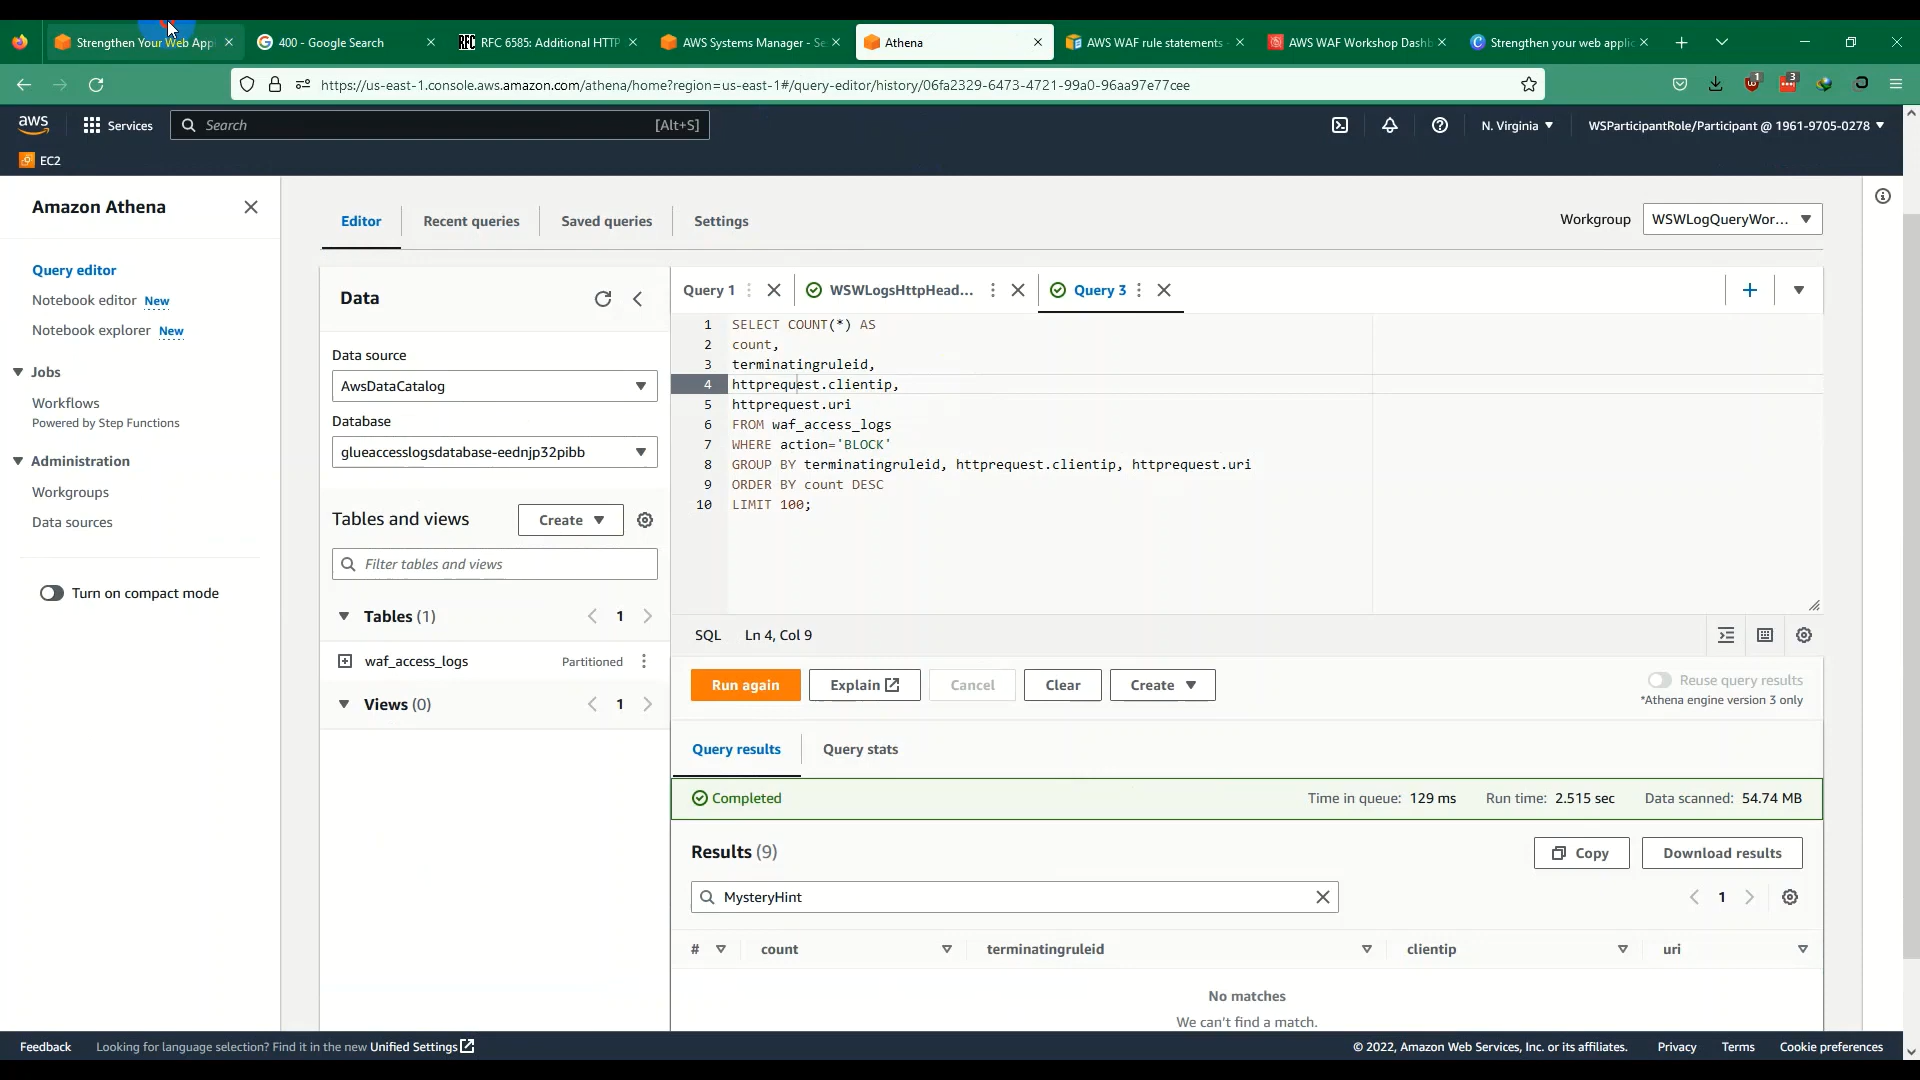 Strengthen Your Web App
400 - Google Search
RFC
RFC 6585: Additional HTTP
AWS Systems Manager - Se
Athena
AWS WAF rule statements
AWS WAF Workshop Dashb
Strengthen your web applic
https://us-east-1.console.aws.amazon.com/athena/home?region=us-east-1#/query-editor/history/06fa2329-6473-4721-99a0-96aa97e77cee
1
3
aws
Services
Search
[Alt+S]
N. Virginia
WSParticipantRole/Participant @ 1961-9705-0278
EC2
Amazon Athena
Query editor
Notebook editor New
Notebook explorer New
Jobs
Workflows
Powered by Step Functions
Administration
Workgroups
Data sources
Turn on compact mode
Editor
Recent queries
Saved queries
Settings
Workgroup
WSWLogQueryWor...
Data
Data source
AwsDataCatalog
Database
glueaccesslogsdatabase-eednjp32pibb
Tables and views
Create
Filter tables and views
Tables (1)
1
waf_access_logs
Partitioned
Views (0)
1
Query 1
WSWLogsHttpHead...
Query 3
1 SELECT COUNT(*) AS
2 count,
3 terminatingruleid,
4 httprequest.clientip,
5 httprequest.uri
6 FROM waf_access_logs
7 WHERE action='BLOCK'
8 GROUP BY terminatingruleid, httprequest.clientip, httprequest.uri
9 ORDER BY count DESC
10 LIMIT 100;
SQL
Ln 4, Col 9
Run again
Explain
Cancel
Clear
Create
Reuse query results
*Athena engine version 3 only
Query results
Query stats
Completed
Time in queue: 129 ms
Run time: 2.515 sec
Data scanned: 54.74 MB
Results (9)
Copy
Download results
MysteryHint
1
#
count
terminatingruleid
clientip
uri
No matches
We can't find a match.
Feedback
Looking for language selection? Find it in the new Unified Settings
© 2022, Amazon Web Services, Inc. or its affiliates.
Privacy
Terms
Cookie preferences